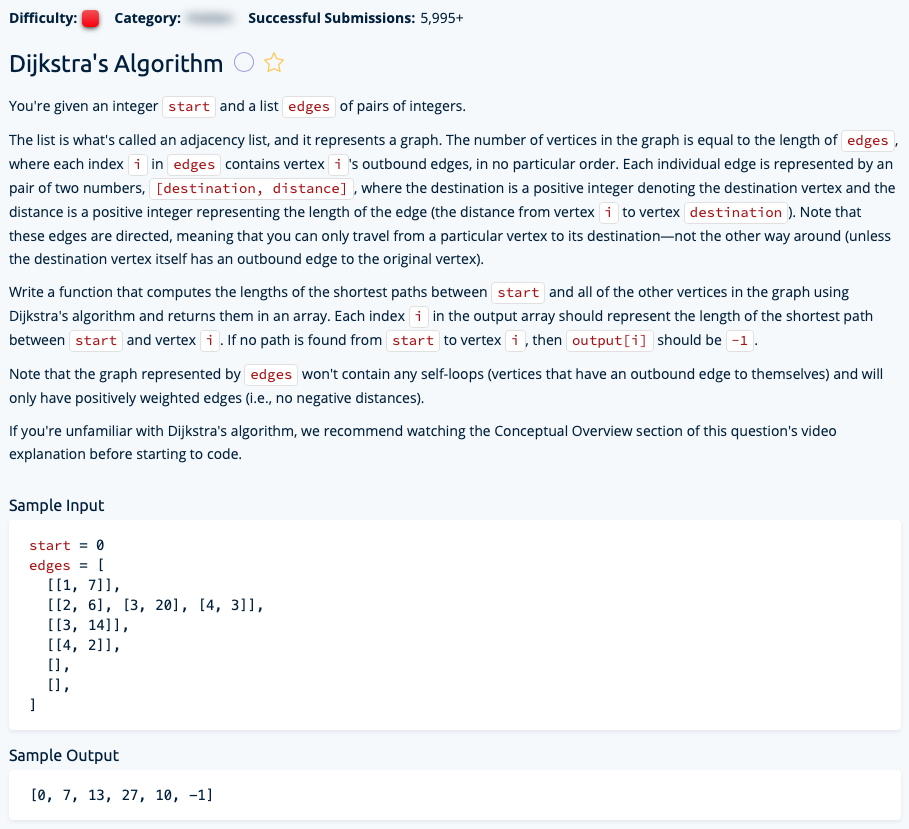 Difficulty: Category: Successful Submissions: 5,995+
Dijkstra's Algorithm
You're given an integer start and a list edges of pairs of integers.
The list is what's called an adjacency list, and it represents a graph. The number of vertices in the graph is equal to the length of edges ,
where each index i in edges contains vertex i 's outbound edges, in no particular order. Each individual edge is represented by an
pair of two numbers, [destination, distance] , where the destination is a positive integer denoting the destination vertex and the
distance is a positive integer representing the length of the edge (the distance from vertex i to vertex destination ). Note that
these edges are directed, meaning that you can only travel from a particular vertex to its destination—not the other way around (unless
the destination vertex itself has an outbound edge to the original vertex).
Write a function that computes the lengths of the shortest paths between start and all of the other vertices in the graph using
Dijkstra's algorithm and returns them in an array. Each index i in the output array should represent the length of the shortest path
between start and vertex i . If no path is found from start to vertex i , then output[i] should be -1 .
Note that the graph represented by edges won't contain any self-loops (vertices that have an outbound edge to themselves) and will
only have positively weighted edges (i.e., no negative distances).
If you're unfamiliar with Dijkstra's algorithm, we recommend watching the Conceptual Overview section of this question's video
explanation before starting to code.
Sample Input
start = 0
edges = [
[[1, 7]],
[[2, 6], [3, 20], [4, 3]],
[[3, 14]],
[[4, 2]],
[],
[],
]
Sample Output
[0, 7, 13, 27, 10, -1]